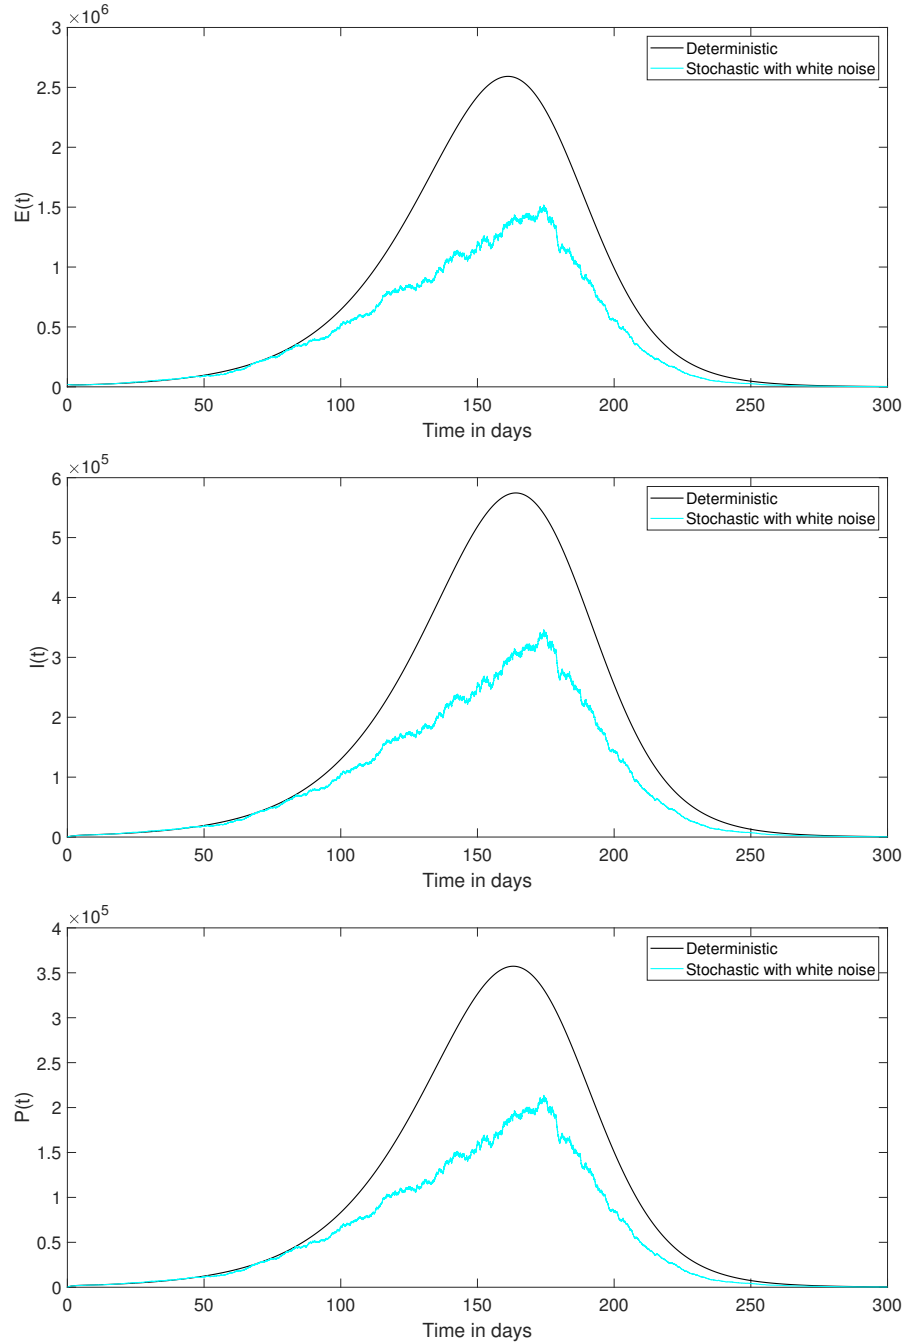 ×10^6
3
2.5
2
1.5
1
0.5
0
E(t)
Deterministic
Stochastic with white noise
0 50 100 150 200 250 300
Time in days
×10^5
6
5
4
3
2
1
0
I(t)
Deterministic
Stochastic with white noise
0 50 100 150 200 250 300
Time in days
×10^5
4
3.5
3
2.5
2
1.5
1
0.5
0
P(t)
Deterministic
Stochastic with white noise
0 50 100 150 200 250 300
Time in days